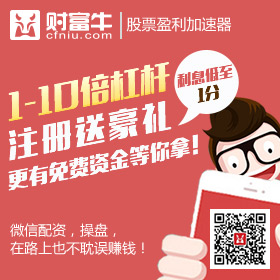 财富牛
cfniu.com
股票盈利加速器
1-10倍杠杆
利息低至
1分
注册送豪礼
更有免费资金等你拿!
微信配资,操盘,
在路上也不耽误赚钱!